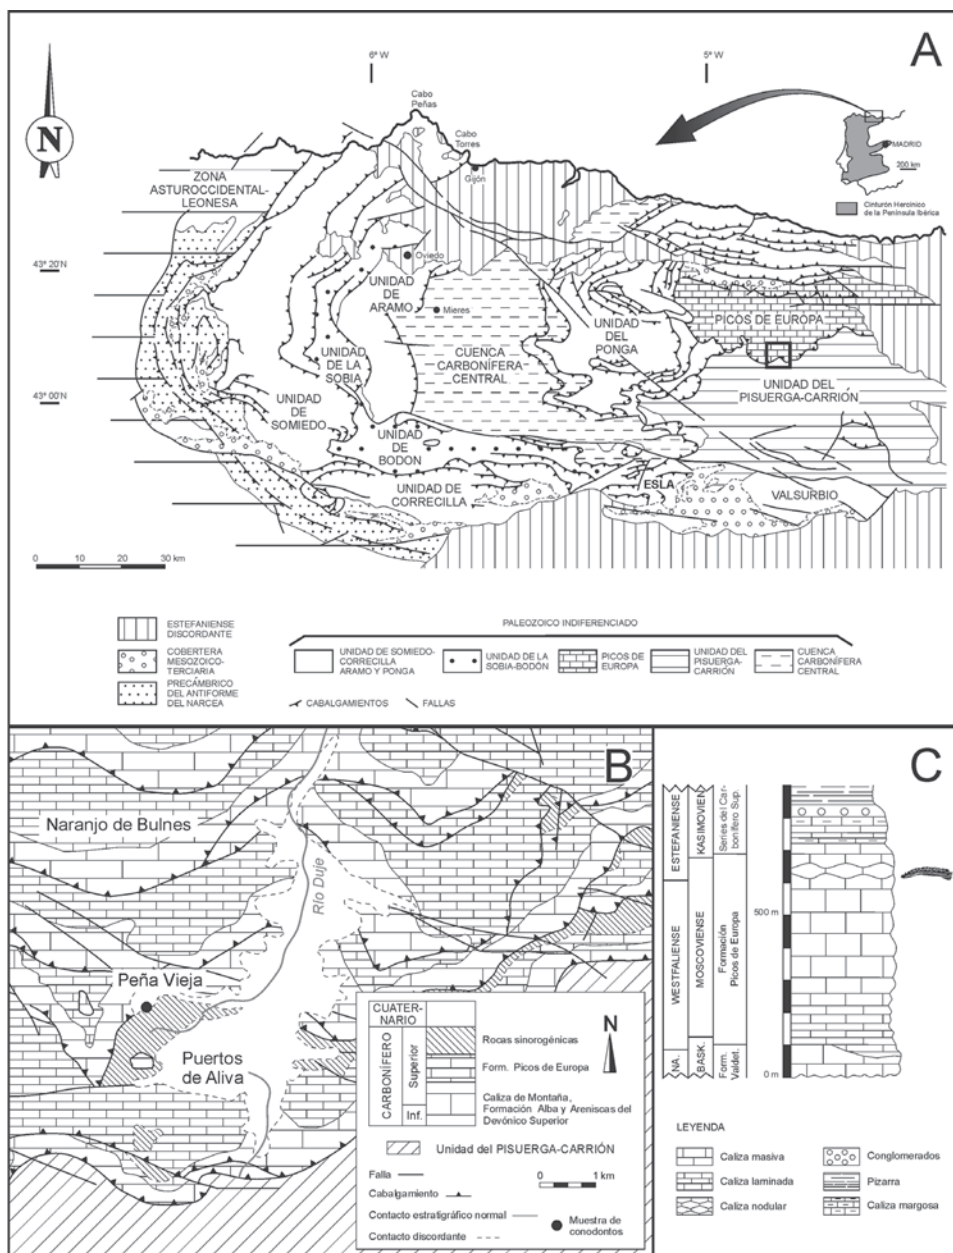 A
6º W
5º W
Cabo
Peñas
Cabo
Torres
Gijón
MADRID
200 km
Cinturón Hercínico
de la Península Ibérica
N
ZONA
ASTUROCCIDENTAL-
LEONESA
43º 20'N
43º 00'N
Oviedo
UNIDAD
DE
ARAMO
Mieres
UNIDAD
DE LA
SOBIA
UNIDAD
DE
SOMIEDO
CUENCA
CARBONÍFERA
CENTRAL
UNIDAD
DEL
PONGA
PICOS DE EUROPA
UNIDAD DEL
PISUERGA-CARRIÓN
UNIDAD
DE
BODON
UNIDAD DE
CORRECILLA
ESLA
VALSURBIO
0 10 20 30 km
ESTEFANIENSE
DISCORDANTE
COBERTERA
MESOZOICO-
TERCIARIA
PRECÁMBRICO
DEL ANTIFORME
DEL NARCEA
PALEOZOICO INDIFERENCIADO
UNIDAD DE SOMIEDO-
CORRECILLA
ARAMO Y PONGA
UNIDAD DE LA
SOBIA-BODÓN
PICOS DE
EUROPA
UNIDAD DEL
PISUERGA-
CARRIÓN
CUENCA
CARBONÍFERA
CENTRAL
CABALGAMIENTOS
FALLAS
B
Naranjo de Bulnes
Río Duje
Peña Vieja
Puertos
de Aliva
CUATER-
NARIO
CARBONÍFERO
Superior
Inf.
Rocas sinorogénicas
Form. Picos de Europa
Caliza de Montaña,
Formación Alba y Areniscas del
Devónico Superior
N
Unidad del PISUERGA-CARRIÓN
Falla
0 1 km
Cabalgamiento
Contacto estratigráfico normal
Contacto discordante
Muestra de
conodontos
C
ESTEFANIENSE
WESTFALIENSE
NA.
KASIMOVIEN.
MOSCOVIENSE
BASK.
Series del Car-
bonífero Sup.
Formación
Picos de Europa
Form.
Valdet.
500 m
0 m
LEYENDA
Caliza masiva
Caliza laminada
Caliza nodular
Conglomerados
Pizarra
Caliza margosa